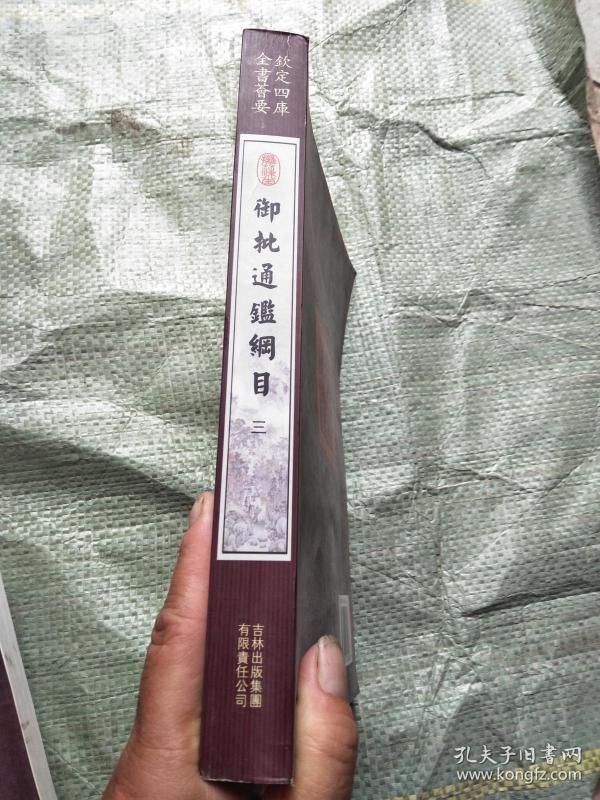 欽定四庫
全書薈要
御批通鑑綱目
三
吉林出版集團
有限責任公司
孔夫子旧书网
www.kongfz.com